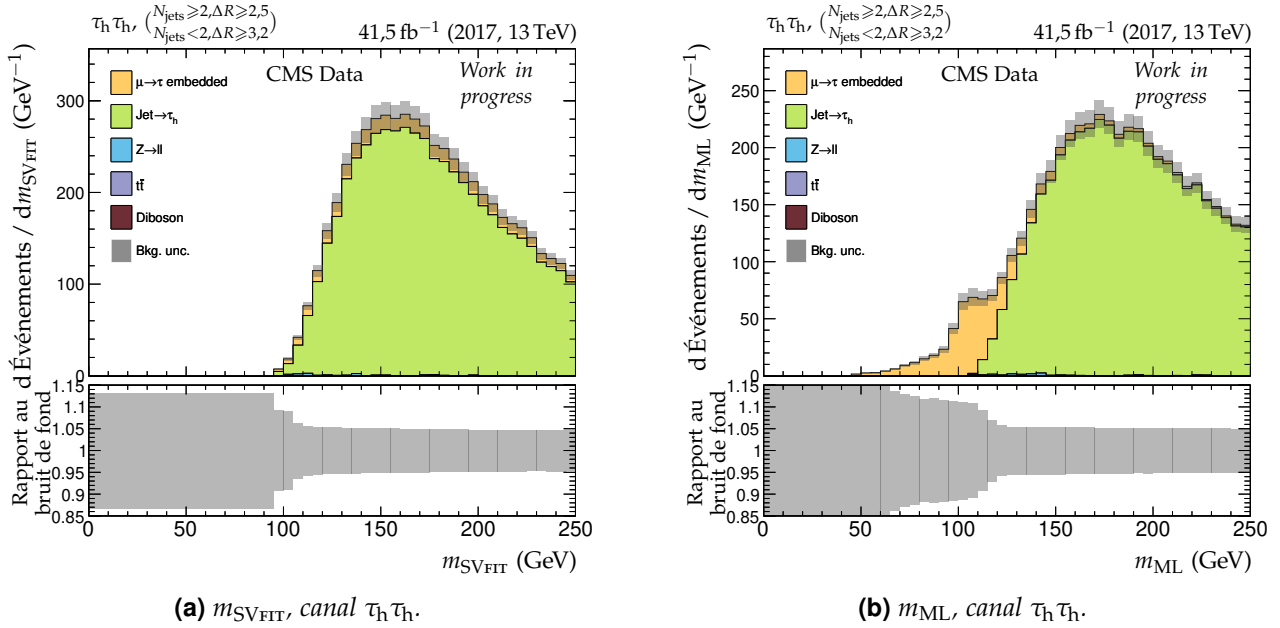 τh τh, (Njets≥2,ΔR≥2,5
Njets<2,ΔR≥3,2) 41,5 fb−1 (2017, 13 TeV)
CMS Data Work in
progress
μ→τ embedded
Jet→τh
Z→ll
tt̄
Diboson
Bkg. unc.
d Événements / dmSVFIT (GeV−1)
300
200
100
0
Rapport au
bruit de fond
1.15
1.1
1.05
1
0.95
0.9
0.85
0 50 100 150 200 250
mSVFIT (GeV)
(a) mSVFIT, canal τhτh.
τh τh, (Njets≥2,ΔR≥2,5
Njets<2,ΔR≥3,2) 41,5 fb−1 (2017, 13 TeV)
CMS Data Work in
progress
μ→τ embedded
Jet→τh
Z→ll
tt̄
Diboson
Bkg. unc.
d Événements / dmML (GeV−1)
250
200
150
100
50
0
Rapport au
bruit de fond
1.15
1.1
1.05
1
0.95
0.9
0.85
0 50 100 150 200 250
mML (GeV)
(b) mML, canal τhτh.